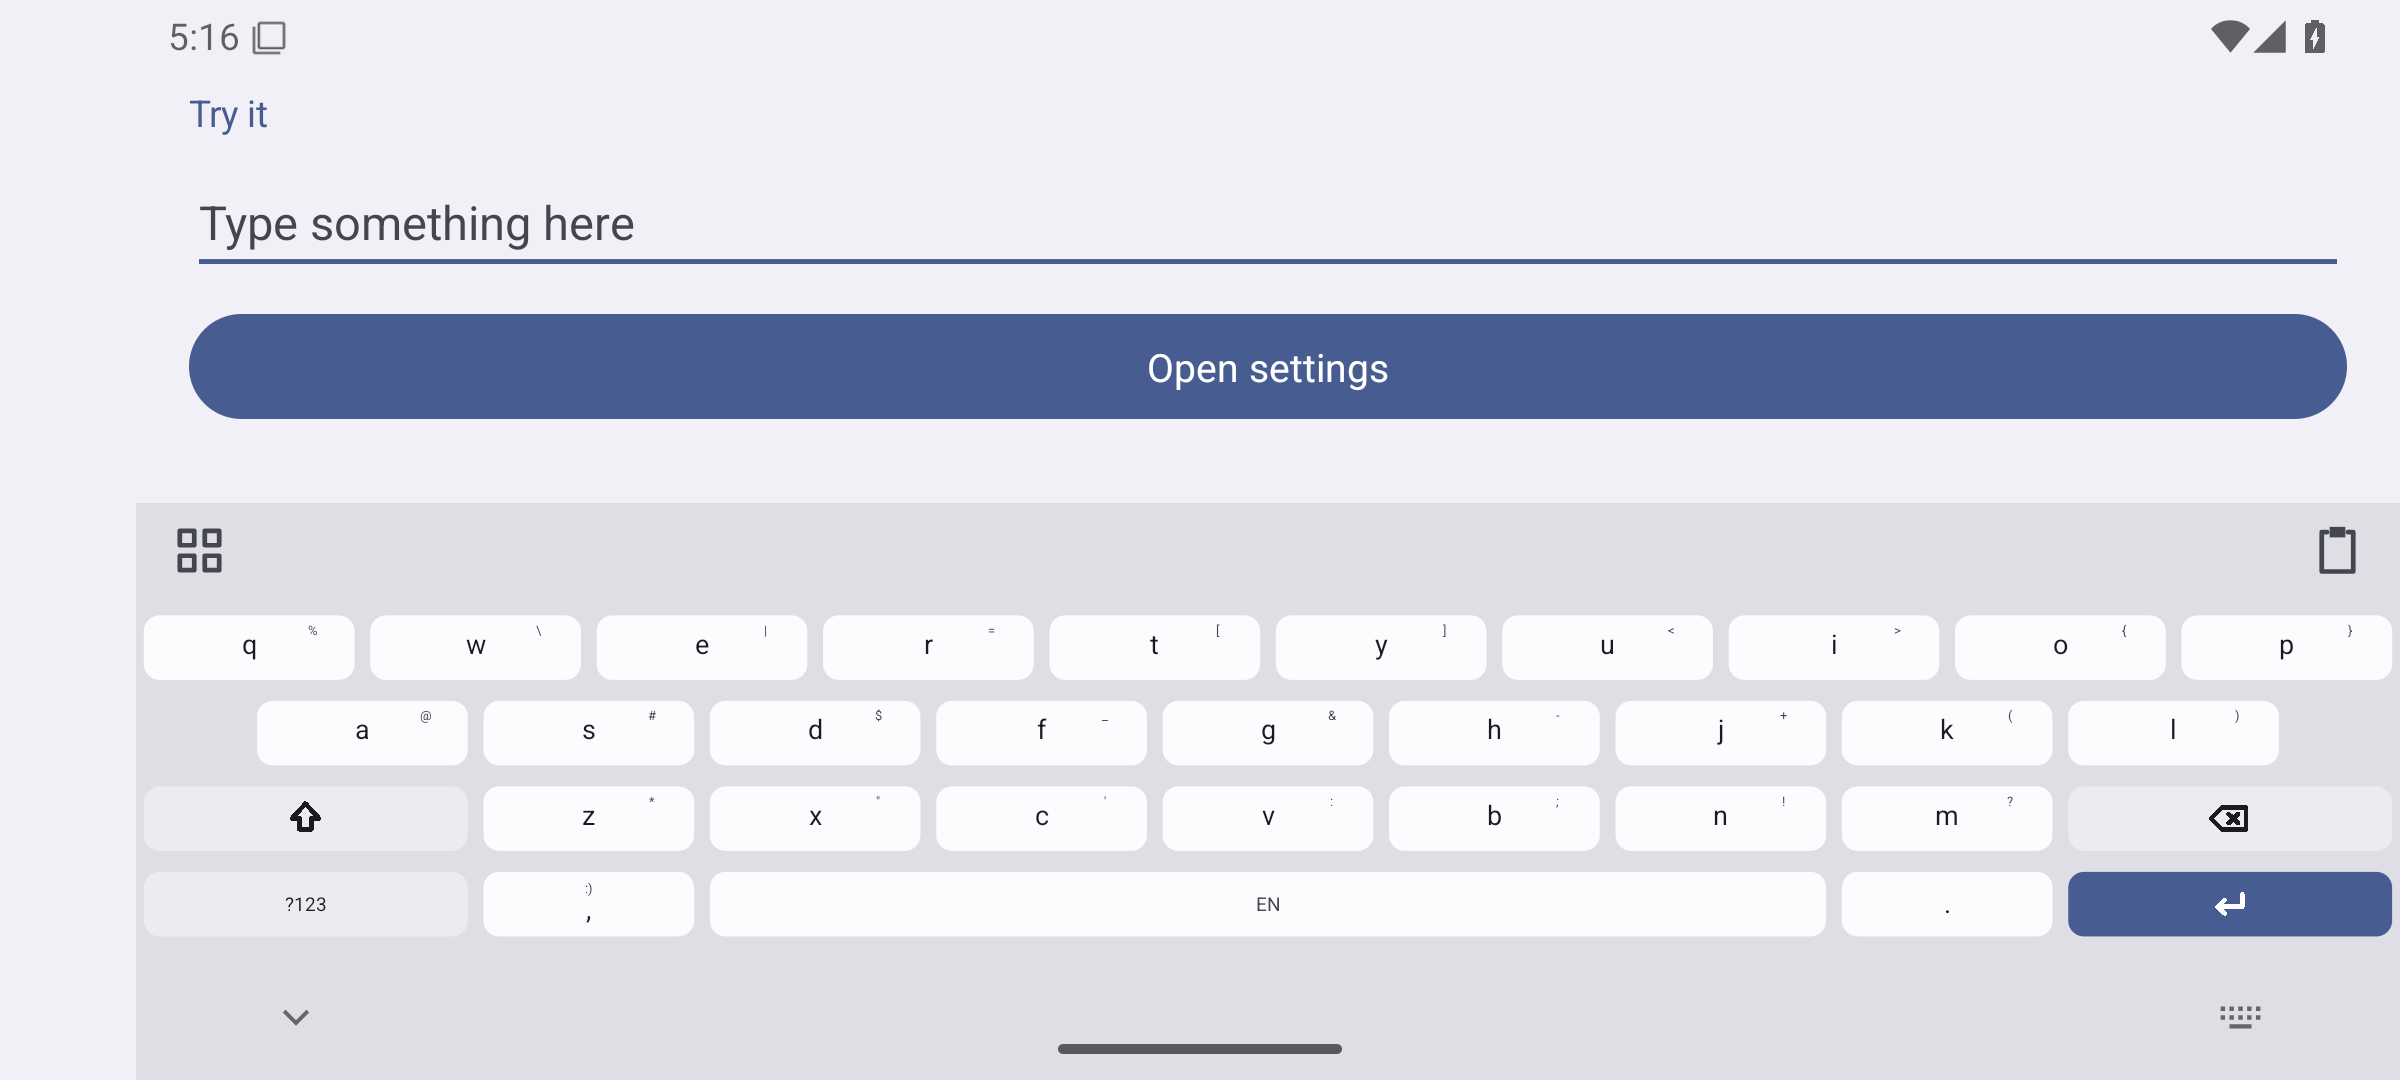 5:16
Try it
Type something here
Open settings
q % w \ e | r = t [ y ] u < i > o { p }
a @ s # d $ f _ g & h - j + k ( l )
z * x " c ' v : b ; n ! m ?
?123 :) , EN .